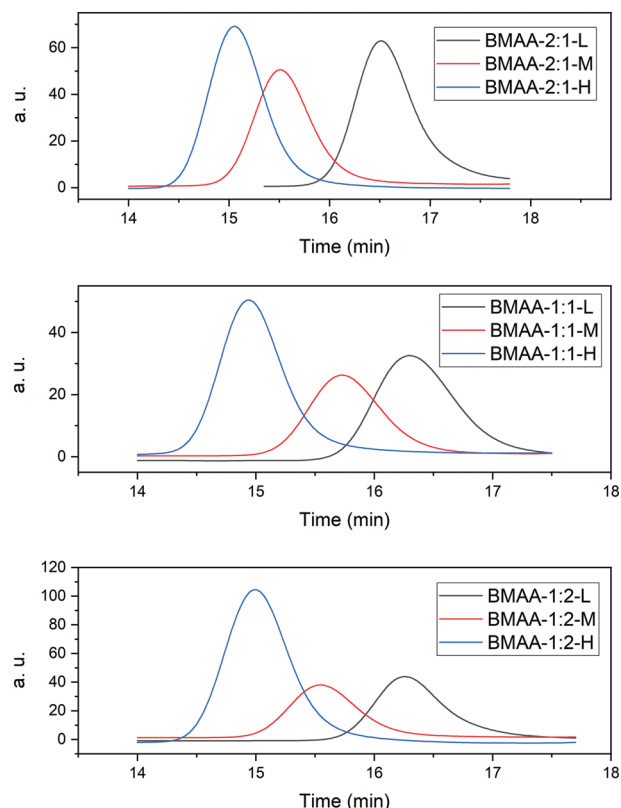 a. u.
60
40
20
0
BMAA-2:1-L
BMAA-2:1-M
BMAA-2:1-H
14 15 16 17 18
Time (min)
a. u.
40
20
0
BMAA-1:1-L
BMAA-1:1-M
BMAA-1:1-H
14 15 16 17 18
Time (min)
a. u.
120
100
80
60
40
20
0
BMAA-1:2-L
BMAA-1:2-M
BMAA-1:2-H
14 15 16 17 18
Time (min)